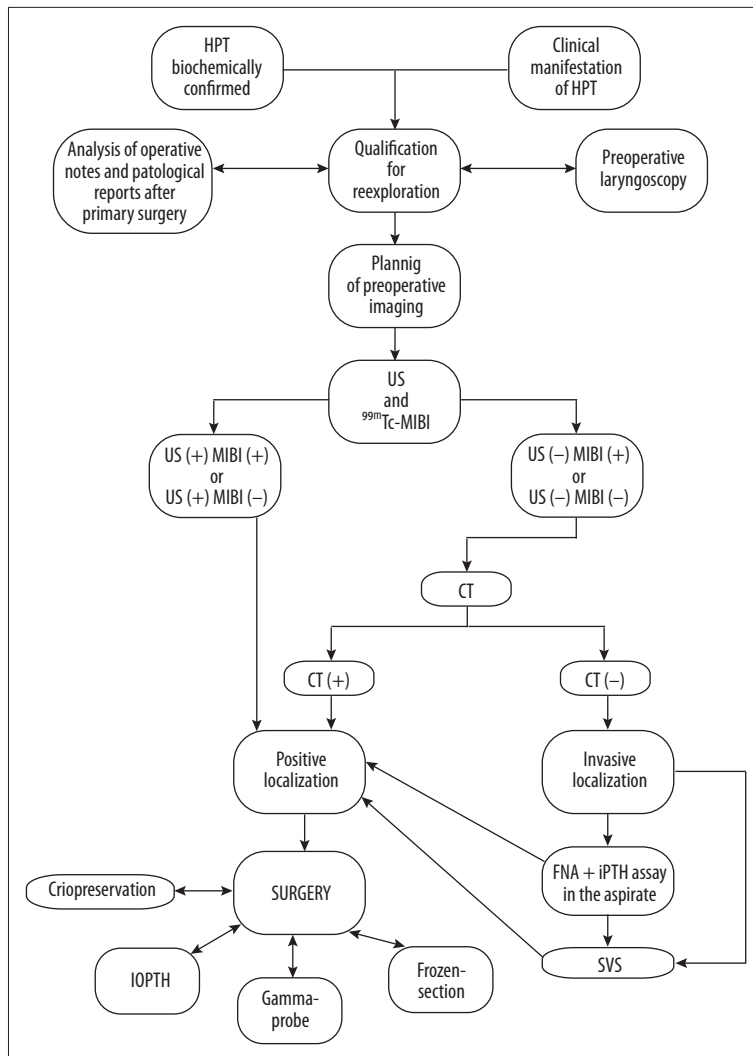 HPT
biochemically
confirmed
Clinical
manifestation
of HPT
Analysis of operative
notes and patological
reports after
primary surgery
Qualification
for
reexploration
Preoperative
laryngoscopy
Plannig
of preoperative
imaging
US
and
⁹⁹ᵐTc-MIBI
US (+) MIBI (+)
or
US (+) MIBI (–)
US (–) MIBI (+)
or
US (–) MIBI (–)
CT
CT (+)
CT (–)
Positive
localization
Invasive
localization
FNA + iPTH assay
in the aspirate
SVS
Criopreservation
SURGERY
IOPTH
Gamma-
probe
Frozen-
section